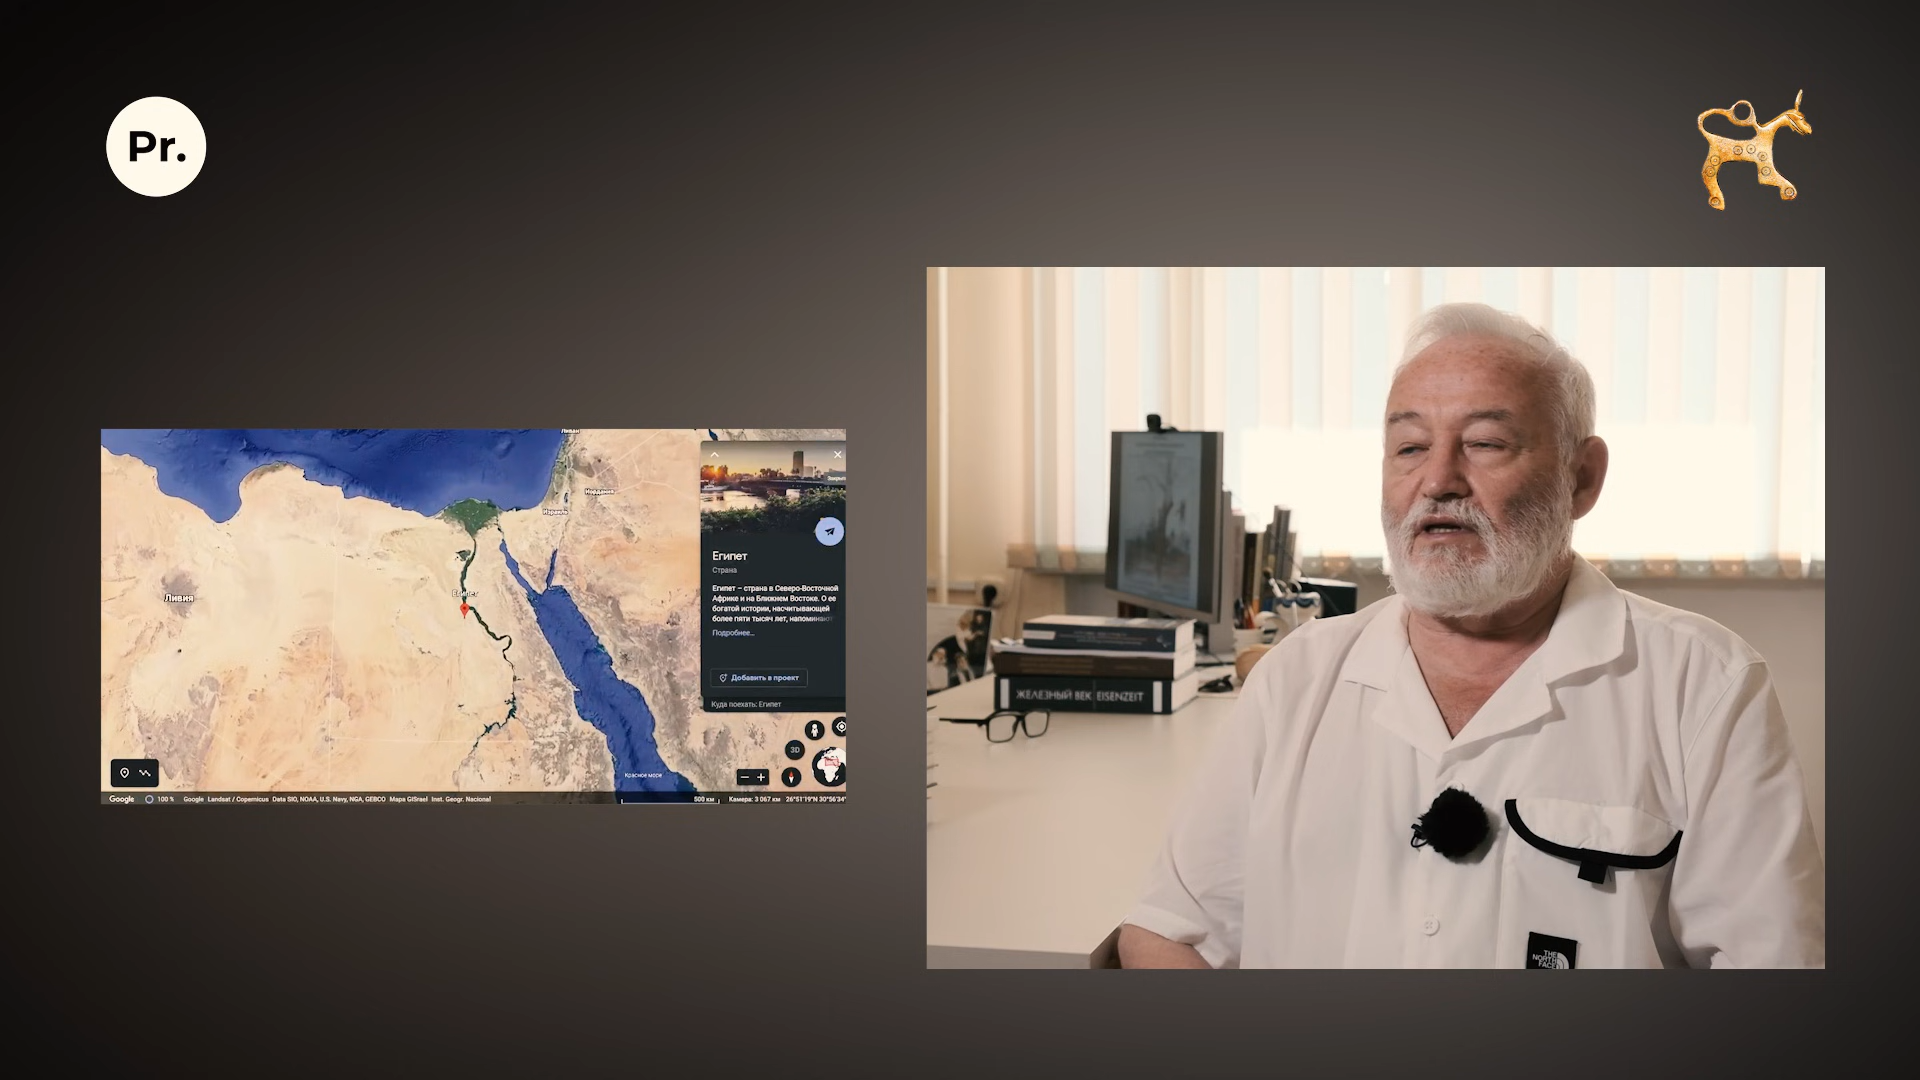 Pr.
Ливан
Иордания
Израиль
Ливия
Египет
Красное море
Египет
Страна
Египет – страна в Северо-Восточной
Африке и на Ближнем Востоке. О ее
богатой истории, насчитывающей
более пяти тысяч лет, напоминают
Подробнее...
Добавить в проект
Куда поехать: Египет
3D
Google 100 % Google Landsat / Copernicus Data SIO, NOAA, U.S. Navy, NGA, GEBCO Mapa GISrael Inst. Geogr. Nacional
500 км Камера: 3 067 км 26°51'19"N 30°56'34"
ЖЕЛЕЗНЫЙ ВЕК EISENZEIT
THE
NORTH
FACE